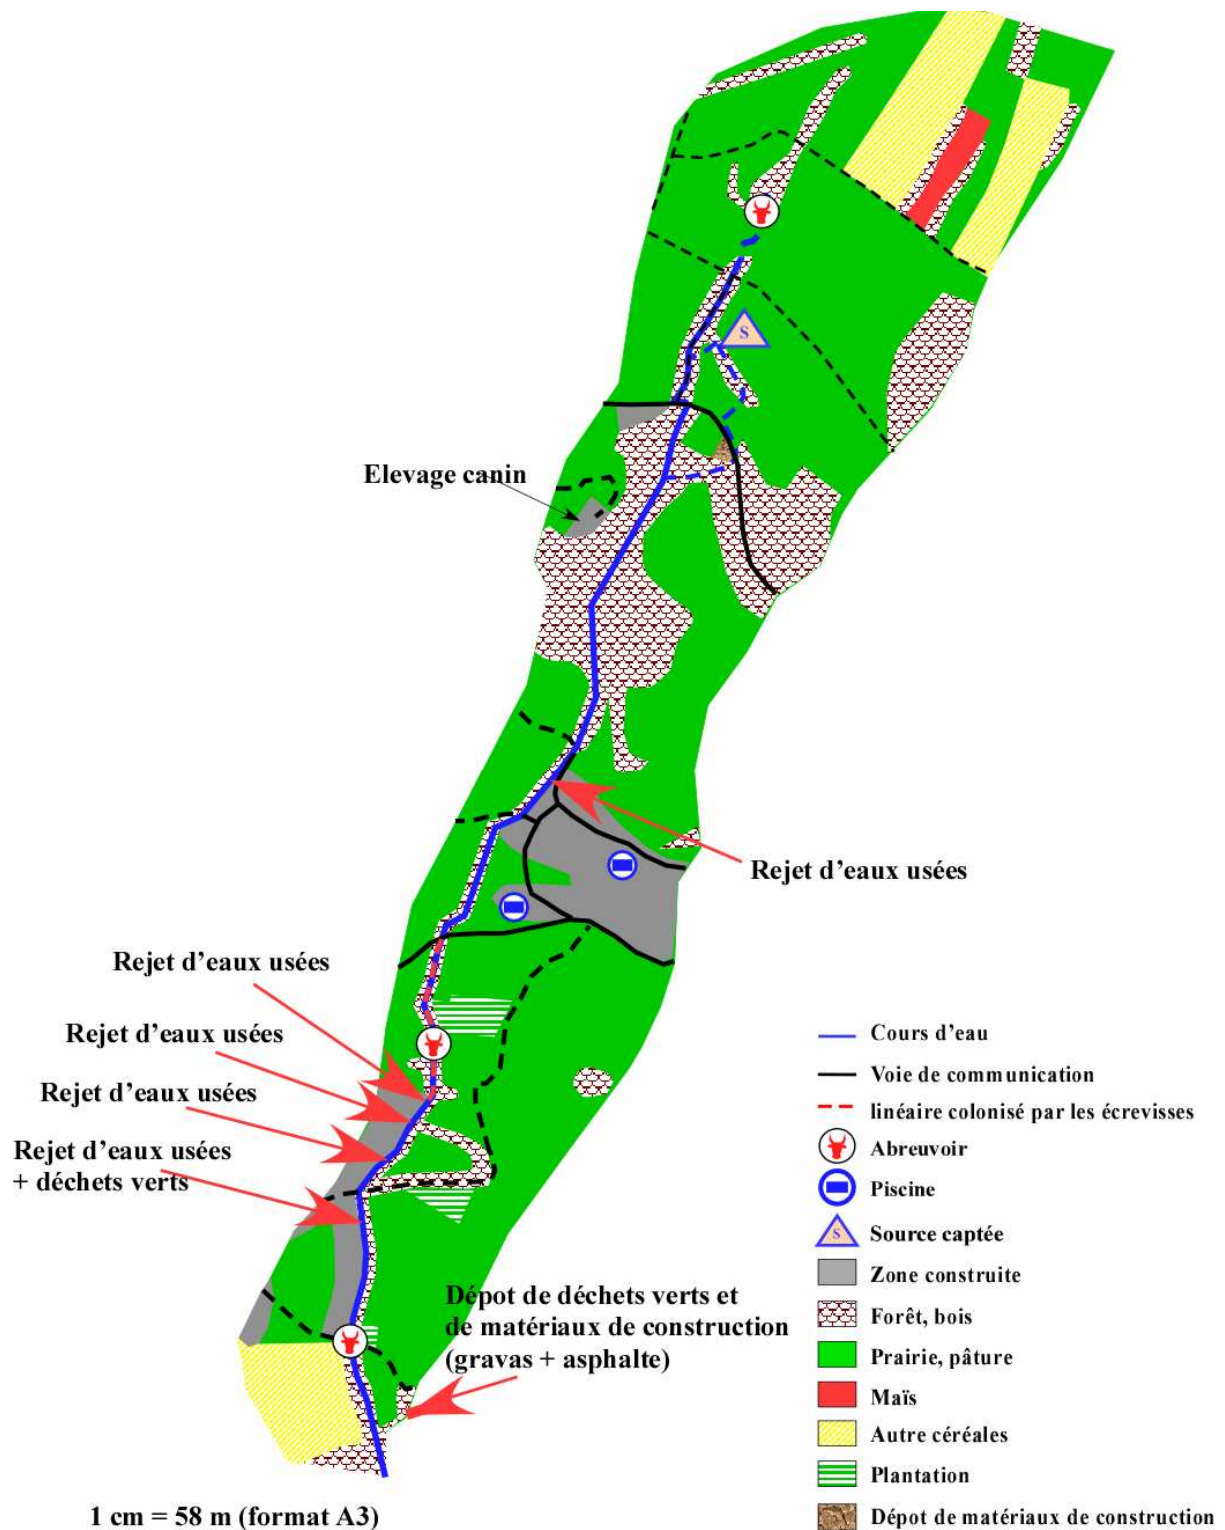 S
Elevage canin
Rejet d'eaux usées
Rejet d'eaux usées
Rejet d'eaux usées
Rejet d'eaux usées
Rejet d'eaux usées
+ déchets verts
Dépot de déchets verts et
de matériaux de construction
(gravas + asphalte)
Cours d'eau
Voie de communication
linéaire colonisé par les écrevisses
Abreuvoir
Piscine
S
Source captée
Zone construite
Forêt, bois
Prairie, pâture
Maïs
Autre céréales
Plantation
Dépot de matériaux de construction
1 cm = 58 m (format A3)